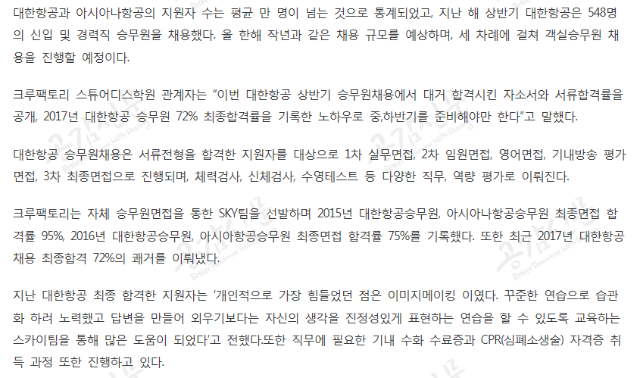 대한항공과 아시아나항공의 지원자 수는 평균 만 명이 넘는 것으로 통계되었고, 지난 해 상반기 대한항공은 548명
의 신입 및 경력직 승무원을 채용했다. 올 한해 작년과 같은 채용 규모를 예상하며, 세 차례에 걸쳐 객실승무원 채
용을 진행할 예정이다.
크루팩토리 스튜어디스학원 관계자는 “이번 대한항공 상반기 승무원채용에서 대거 합격시킨 자소서와 서류합격률을
공개, 2017년 대한항공 승무원 72% 최종합격률을 기록한 노하우로 중,하반기를 준비해야만 한다”고 말했다.
대한항공 승무원채용은 서류전형을 합격한 지원자를 대상으로 1차 실무면접, 2차 임원면접, 영어면접, 기내방송 평가
면접, 3차 최종면접으로 진행되며, 체력검사, 신체검사, 수영테스트 등 다양한 직무, 역량 평가로 이뤄진다.
크루팩토리는 자체 승무원면접을 통한 SKY팀을 선발하며 2015년 대한항공승무원, 아시아나항공승무원 최종면접 합
격률 95%, 2016년 대한항공승무원, 아시아항공승무원 최종면접 합격률 75%를 기록했다. 또한 최근 2017년 대한항공
채용 최종합격 72%의 쾌거를 이뤄냈다.
지난 대한항공 최종 합격한 지원자는 ‘개인적으로 가장 힘들었던 점은 이미지메이킹 이였다. 꾸준한 연습으로 습관
화 하려 노력했고 답변을 만들어 외우기보다는 자신의 생각을 진정성있게 표현하는 연습을 할 수 있도록 교육하는
스카이팀을 통해 많은 도움이 되었다’고 전했다.또한 직무에 필요한 기내 수화 수료증과 CPR(심폐소생술) 자격증 취
득 과정 또한 진행하고 있다.